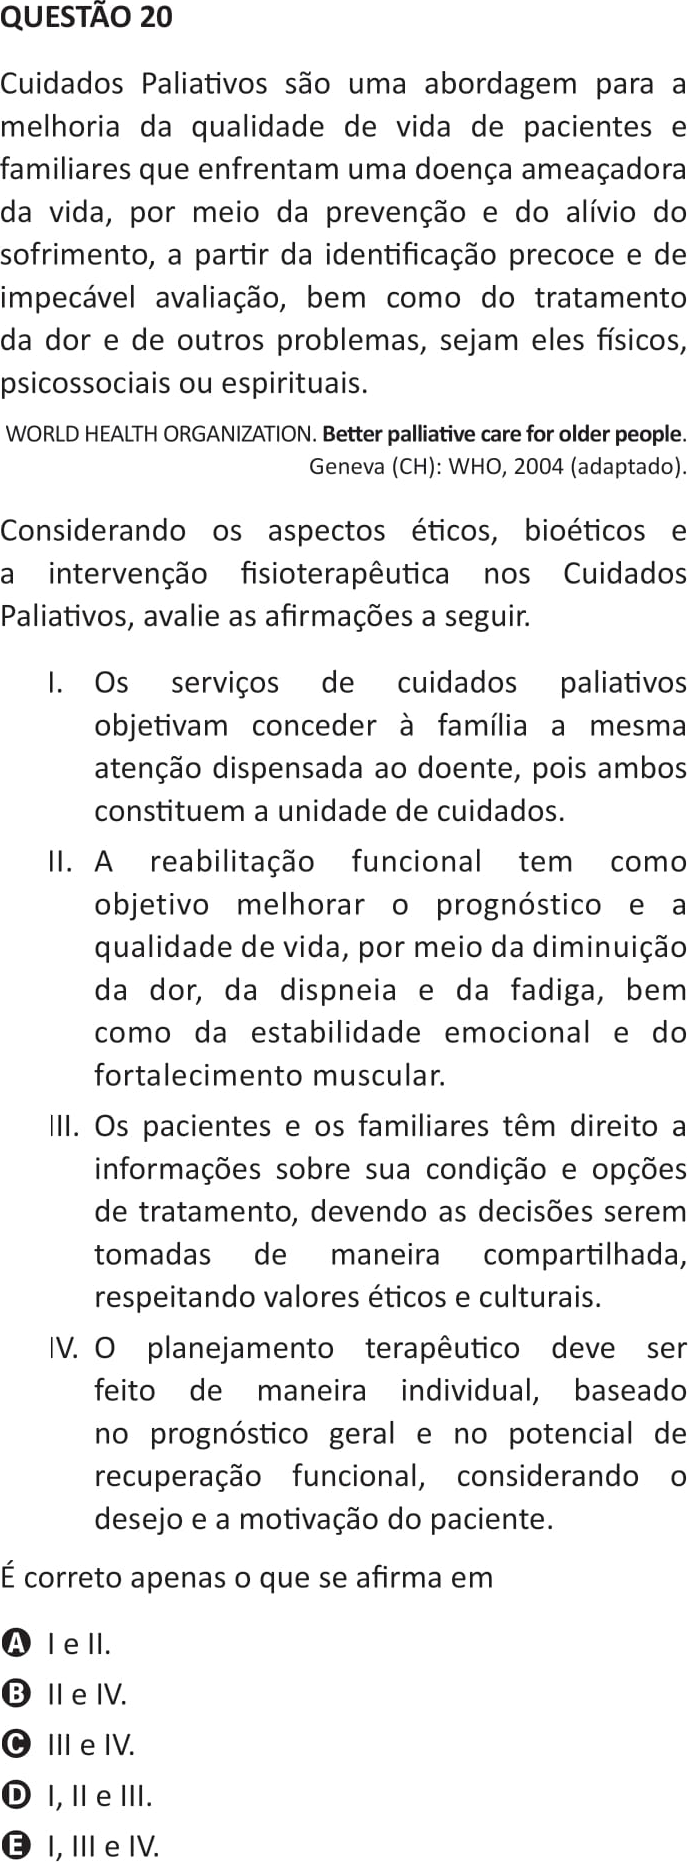 QUESTÃO 20
Cuidados Paliativos são uma abordagem para a
melhoria da qualidade de vida de pacientes e
familiares que enfrentam uma doença ameaçadora
da vida, por meio da prevenção e do alívio do
sofrimento, a partir da identificação precoce e de
impecável avaliação, bem como do tratamento
da dor e de outros problemas, sejam eles físicos,
psicossociais ou espirituais.
WORLD HEALTH ORGANIZATION. Better palliative care for older people.
Geneva (CH): WHO, 2004 (adaptado).
Considerando os aspectos éticos, bioéticos e
a intervenção fisioterapêutica nos Cuidados
Paliativos, avalie as afirmações a seguir.
I. Os serviços de cuidados paliativos
objetivam conceder à família a mesma
atenção dispensada ao doente, pois ambos
constituem a unidade de cuidados.
II. A reabilitação funcional tem como
objetivo melhorar o prognóstico e a
qualidade de vida, por meio da diminuição
da dor, da dispneia e da fadiga, bem
como da estabilidade emocional e do
fortalecimento muscular.
III. Os pacientes e os familiares têm direito a
informações sobre sua condição e opções
de tratamento, devendo as decisões serem
tomadas de maneira compartilhada,
respeitando valores éticos e culturais.
IV. O planejamento terapêutico deve ser
feito de maneira individual, baseado
no prognóstico geral e no potencial de
recuperação funcional, considerando o
desejo e a motivação do paciente.
É correto apenas o que se afirma em
A I e II.
B II e IV.
C III e IV.
D I, II e III.
E I, III e IV.